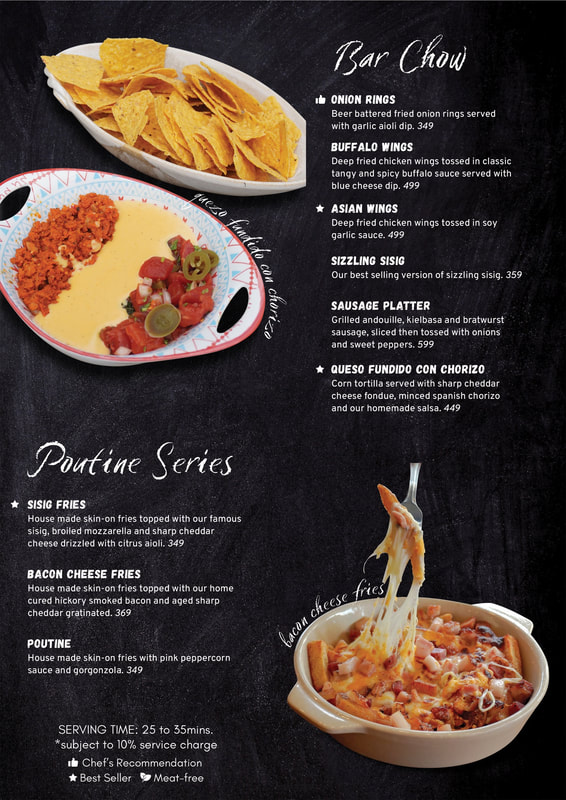 Bar Chow
ONION RINGS
Beer battered fried onion rings served
with garlic aioli dip. 349
BUFFALO WINGS
Deep fried chicken wings tossed in classic
tangy and spicy buffalo sauce served with
blue cheese dip. 499
ASIAN WINGS
Deep fried chicken wings tossed in soy
garlic sauce. 499
SIZZLING SISIG
Our best selling version of sizzling sisig. 359
SAUSAGE PLATTER
Grilled andouille, kielbasa and bratwurst
sausage, sliced then tossed with onions
and sweet peppers. 599
QUESO FUNDIDO CON CHORIZO
Corn tortilla served with sharp cheddar
cheese fondue, minced spanish chorizo
and our homemade salsa. 449
quezo fundido con chorizo
Poutine Series
SISIG FRIES
House made skin-on fries topped with our famous
sisig, broiled mozzarella and sharp cheddar
cheese drizzled with citrus aioli. 349
BACON CHEESE FRIES
House made skin-on fries topped with our home
cured hickory smoked bacon and aged sharp
cheddar gratinated. 369
POUTINE
House made skin-on fries with pink peppercorn
sauce and gorgonzola. 349
bacon cheese fries
SERVING TIME: 25 to 35mins.
*subject to 10% service charge
Chef's Recommendation
Best Seller Meat-free